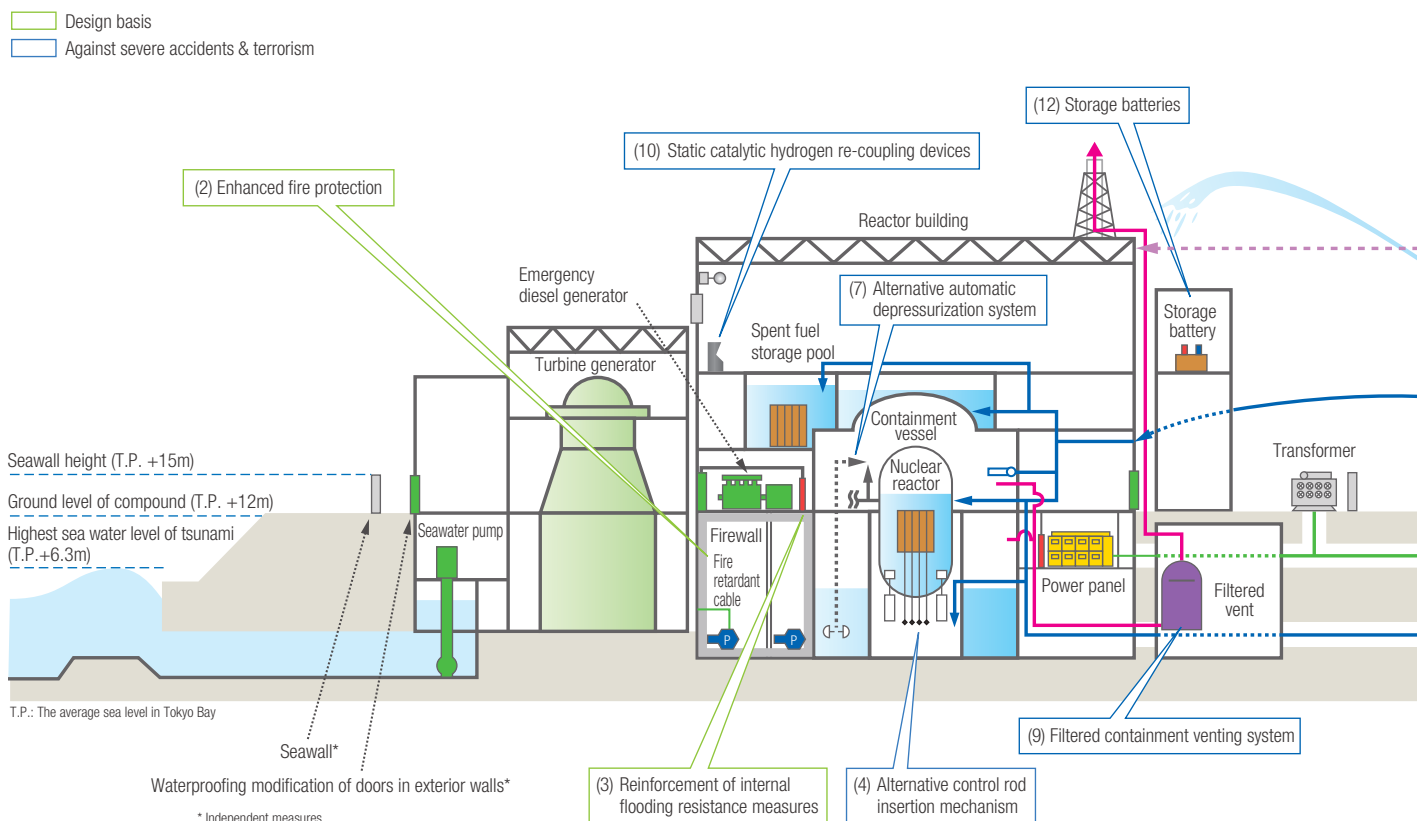 Design basis
Against severe accidents & terrorism
(12) Storage batteries
(10) Static catalytic hydrogen re-coupling devices
(2) Enhanced fire protection
Reactor building
Emergency
diesel generator
(7) Alternative automatic
depressurization system
Storage
battery
Spent fuel
storage pool
Turbine generator
Containment
vessel
Nuclear
reactor
Transformer
Seawall height (T.P. +15m)
Ground level of compound (T.P. +12m)
Highest sea water level of tsunami
(T.P.+6.3m)
Seawater pump
Firewall
Fire
retardant
cable
P
P
Power panel
Filtered
vent
T.P.: The average sea level in Tokyo Bay
Seawall*
Waterproofing modification of doors in exterior walls*
(9) Filtered containment venting system
(3) Reinforcement of internal
flooding resistance measures
(4) Alternative control rod
insertion mechanism
* Independent measures